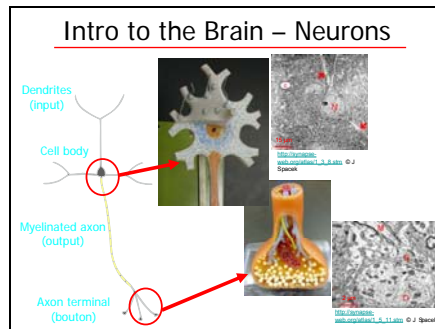 Intro to the Brain – Neurons
Dendrites
(input)
Cell body
Myelinated axon
(output)
Axon terminal
(bouton)
http://synapse-
web.org/atlas/1_3_8.stm © J
Spacek
http://synapse-
web.org/atlas/1_5_11.stm © J Spacek